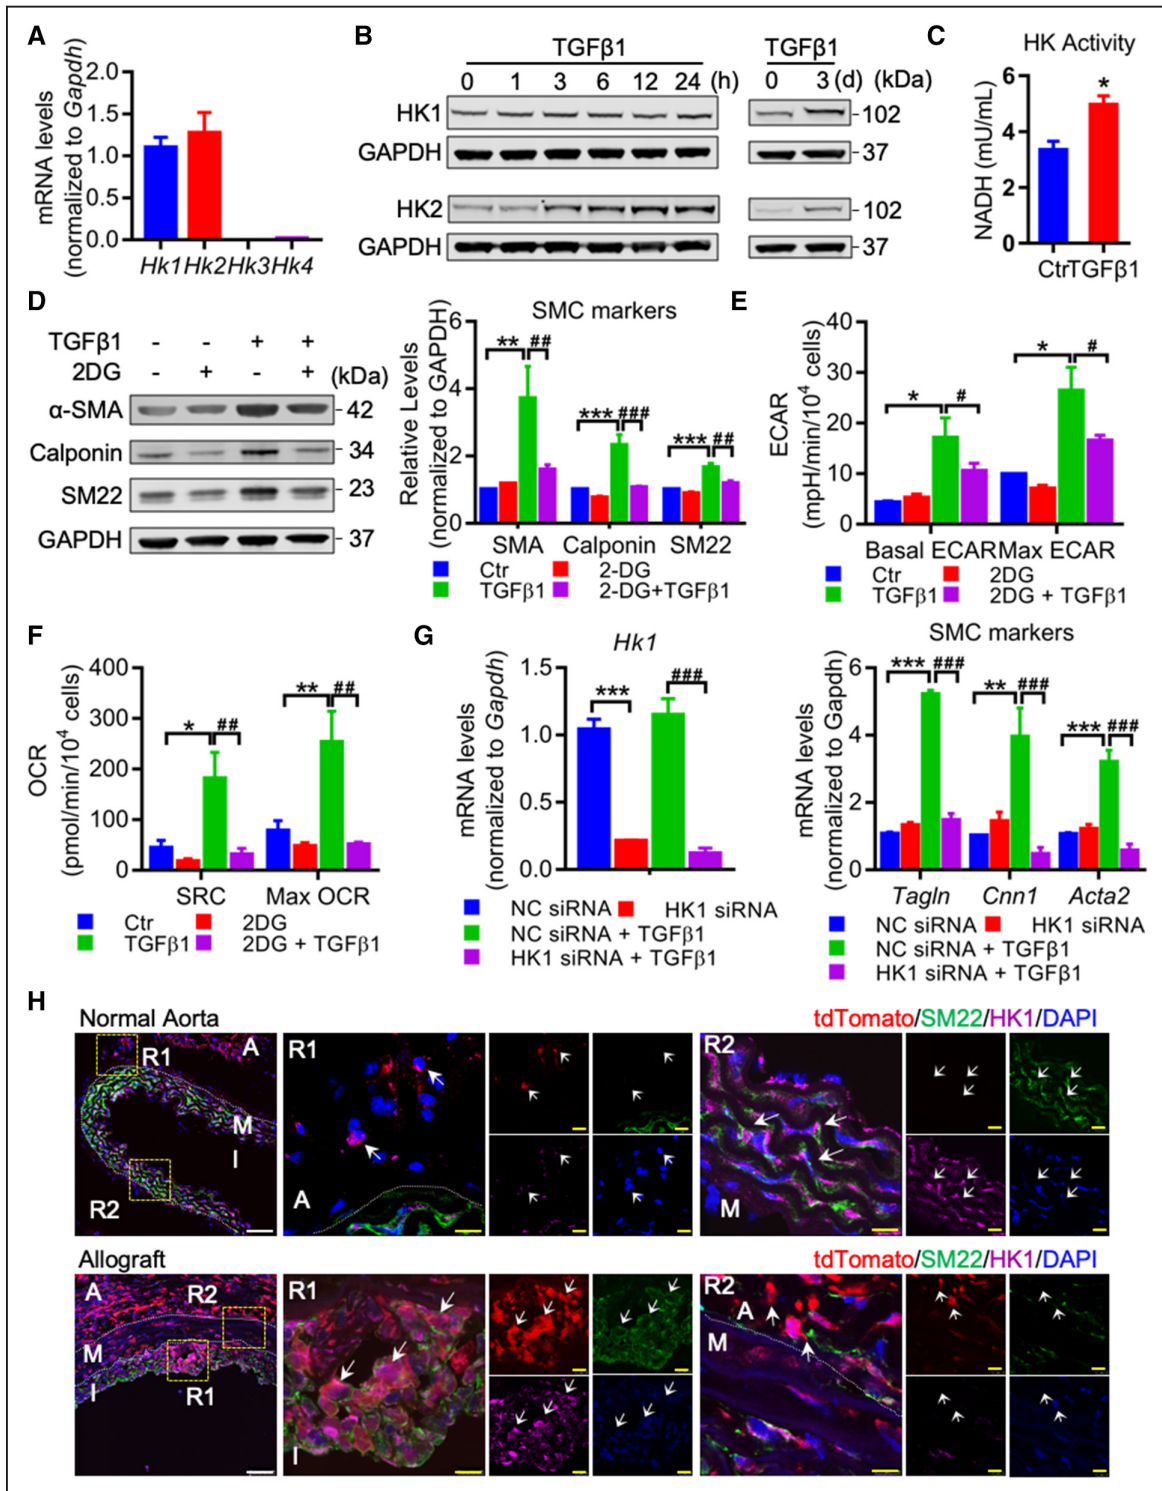 A
mRNA levels
(normalized to Gapdh)
2.0
1.5
1.0
0.5
0.0
Hk1 Hk2 Hk3 Hk4
B
TGFβ1
0 1 3 6 12 24 (h)
TGFβ1
0 3 (d) (kDa)
HK1
102
GAPDH
37
HK2
102
GAPDH
37
C
HK Activity
NADH (mU/mL)
6
4
2
0
*
Ctr TGFβ1
D
TGFβ1 - - + +
2DG - + - + (kDa)
α-SMA 42
Calponin 34
SM22 23
GAPDH 37
SMC markers
Relative Levels
(normalized to GAPDH)
6
4
2
0
** ##
*** ###
*** ##
SMA Calponin SM22
Ctr 2-DG
TGFβ1 2-DG+TGFβ1
E
ECAR
(mpH/min/10⁴ cells)
40
30
20
10
0
* #
* #
Basal ECAR Max ECAR
Ctr 2DG
TGFβ1 2DG + TGFβ1
F
OCR
(pmol/min/10⁴ cells)
400
300
200
100
0
* ##
** ##
SRC Max OCR
Ctr 2DG
TGFβ1 2DG + TGFβ1
G
Hk1
mRNA levels
(normalized to Gapdh)
1.5
1.0
0.5
0.0
*** ###
NC siRNA HK1 siRNA
NC siRNA + TGFβ1
HK1 siRNA + TGFβ1
SMC markers
mRNA levels
(normalized to Gapdh)
6
4
2
0
*** ###
** ###
*** ###
Tagln Cnn1 Acta2
NC siRNA HK1 siRNA
NC siRNA + TGFβ1
HK1 siRNA + TGFβ1
H
Normal Aorta
tdTomato/SM22/HK1/DAPI
R1
A
M
I
R2
R1
A
R2
M
Allograft
tdTomato/SM22/HK1/DAPI
A
R2
M
I
R1
R1
I
R2
A
M